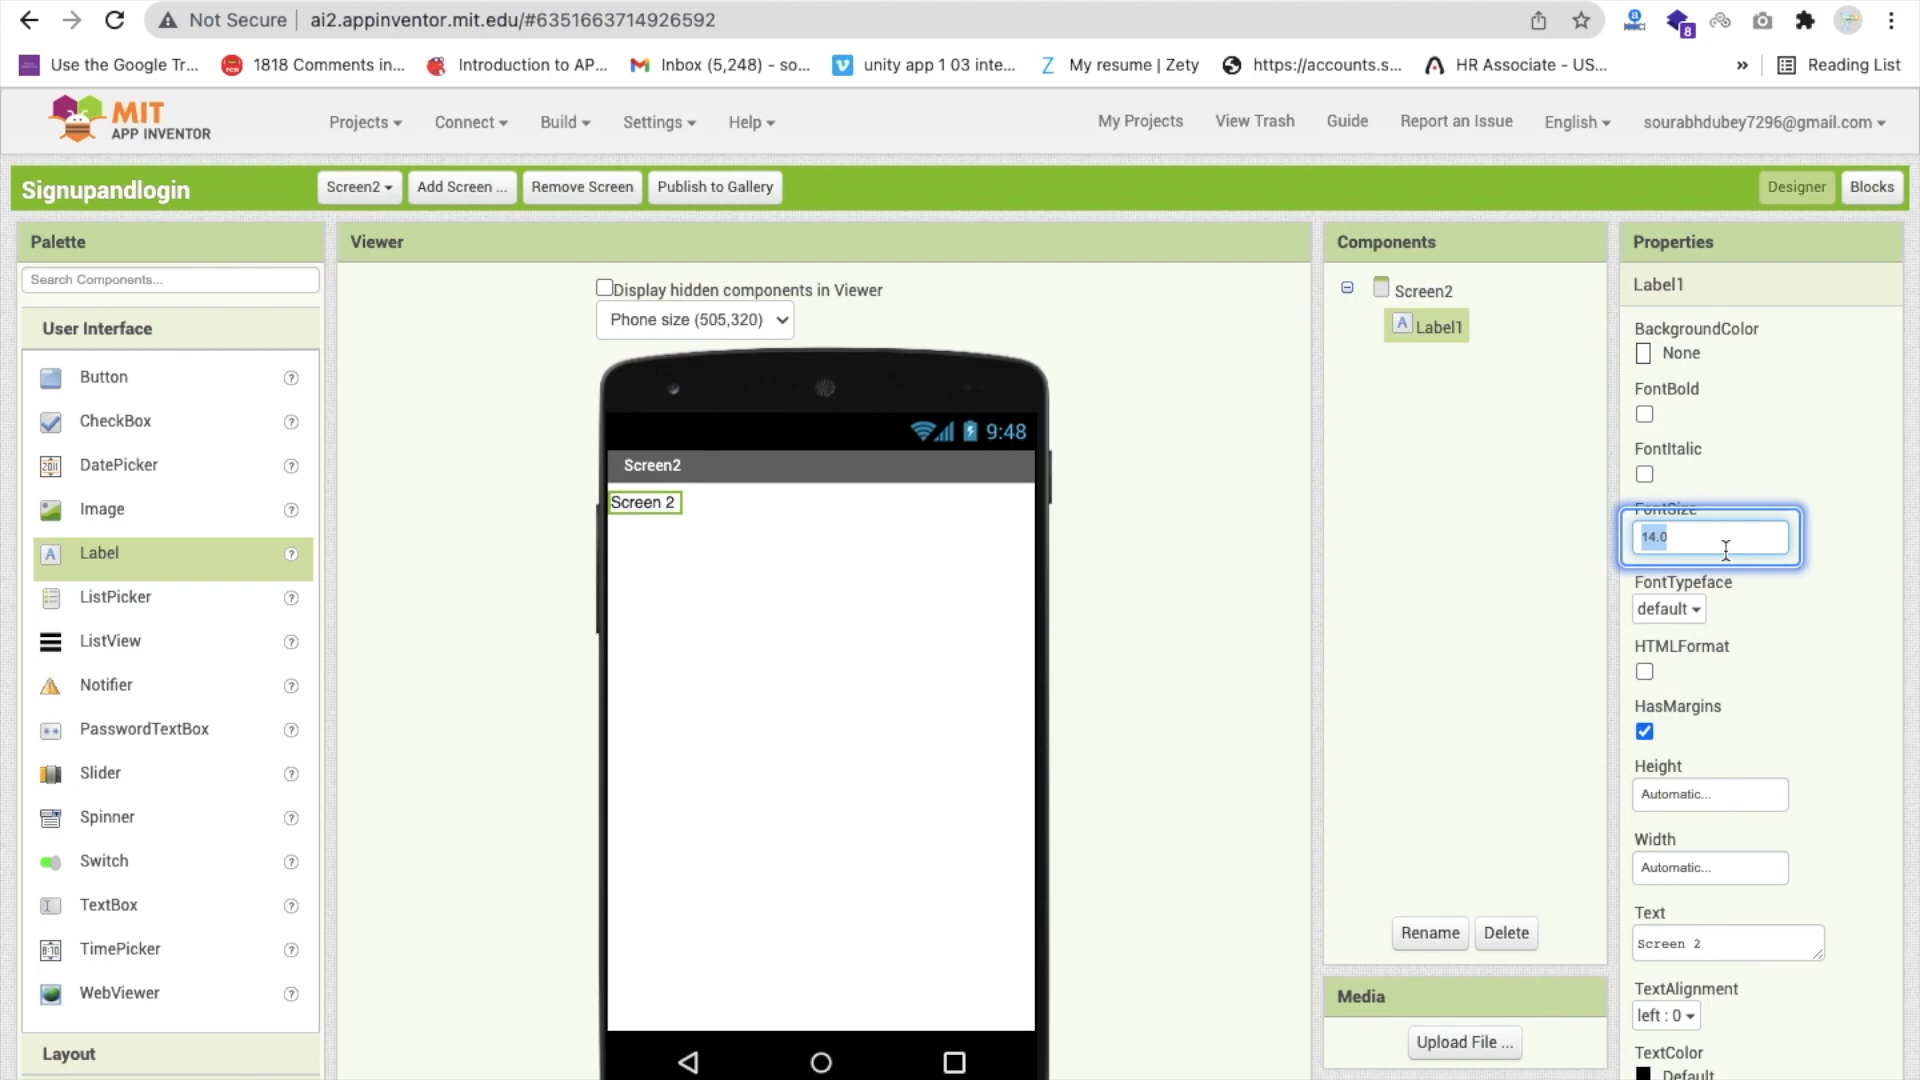 Not Secure | ai2.appinventor.mit.edu/#6351663714926592
8
Use the Google Tr... 1818 Comments in... Introduction to AP... Inbox (5,248) - so... unity app 1 03 inte... My resume | Zety https://accounts.s... HR Associate - US... » Reading List
MIT
APP INVENTOR
Projects Connect Build Settings Help My Projects View Trash Guide Report an Issue English sourabhdubey7296@gmail.com
Signupandlogin Screen2 Add Screen ... Remove Screen Publish to Gallery Designer Blocks
Palette
Search Components...
User Interface
Button ?
CheckBox ?
DatePicker ?
Image ?
A Label ?
ListPicker ?
ListView ?
Notifier ?
PasswordTextBox ?
Slider ?
Spinner ?
Switch ?
TextBox ?
TimePicker ?
WebViewer ?
Layout
Viewer
Display hidden components in Viewer
Phone size (505,320)
9:48
Screen2
Screen 2
Components
Screen2
A Label1
Rename Delete
Media
Upload File ...
Properties
Label1
BackgroundColor
None
FontBold
FontItalic
FontSize
14.0
FontTypeface
default
HTMLFormat
HasMargins
Height
Automatic...
Width
Automatic...
Text
Screen 2
TextAlignment
left : 0
TextColor
Default